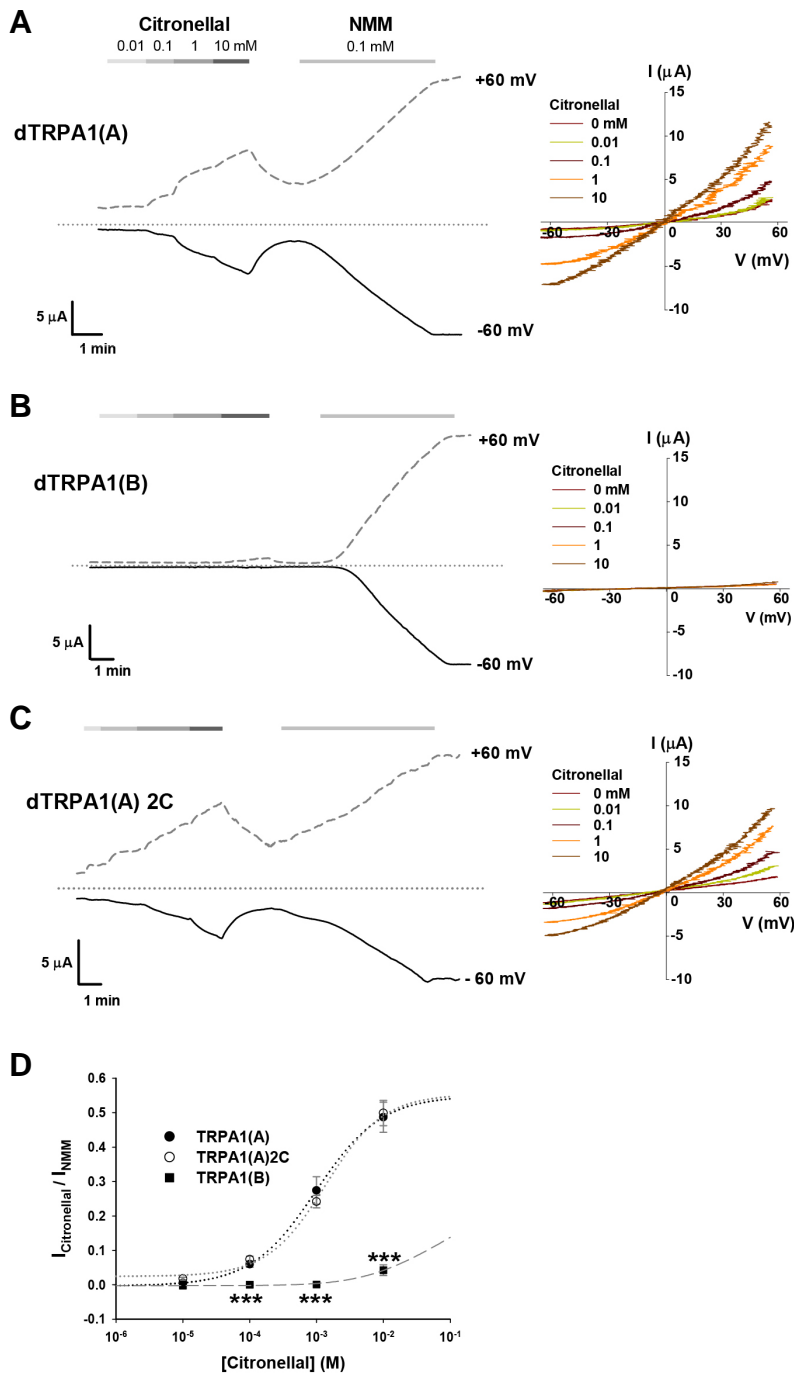 A
Citronellal NMM
0.01 0.1 1 10 mM 0.1 mM
+60 mV
dTRPA1(A)
-60 mV
5 μA
1 min
I (μA)
Citronellal
0 mM
0.01
0.1
1
10
15
10
5
-60 -30 0 30 60
V (mV)
-5
-10
B
+60 mV
dTRPA1(B)
-60 mV
5 μA
1 min
I (μA)
Citronellal
0 mM
0.01
0.1
1
10
15
10
5
-60 -30 0 30 60
V (mV)
-5
-10
C
+60 mV
dTRPA1(A) 2C
- 60 mV
5 μA
1 min
I (μA)
Citronellal
0 mM
0.01
0.1
1
10
15
10
5
-60 -30 0 30 60
V (mV)
-5
-10
D
I Citronellal / I NMM
0.6
0.5
0.4
0.3
0.2
0.1
0.0
-0.1
TRPA1(A)
TRPA1(A)2C
TRPA1(B)
***
*** ***
10-6 10-5 10-4 10-3 10-2 10-1
[Citronellal] (M)